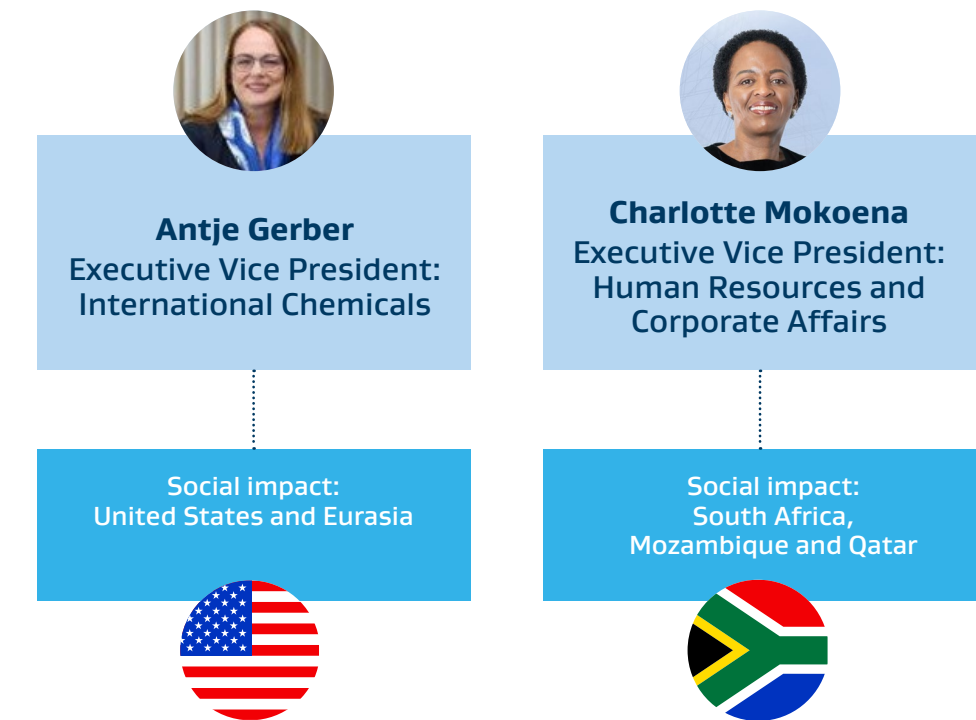 Antje Gerber
Executive Vice President:
International Chemicals
Charlotte Mokoena
Executive Vice President:
Human Resources and
Corporate Affairs
Social impact:
United States and Eurasia
Social impact:
South Africa,
Mozambique and Qatar